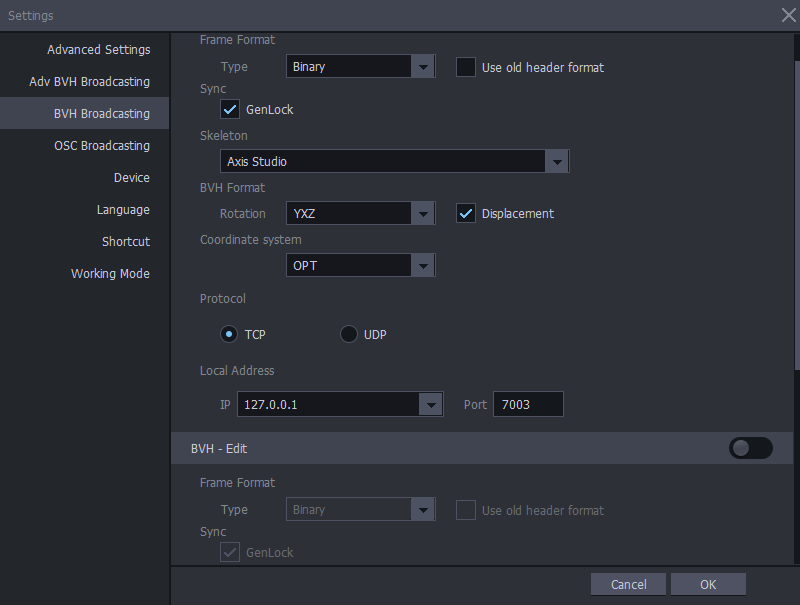 Settings
Advanced Settings
Adv BVH Broadcasting
BVH Broadcasting
OSC Broadcasting
Device
Language
Shortcut
Working Mode
Frame Format
Type Binary Use old header format
Sync
GenLock
Skeleton
Axis Studio
BVH Format
Rotation YXZ Displacement
Coordinate system
OPT
Protocol
TCP UDP
Local Address
IP 127.0.0.1 Port 7003
BVH - Edit
Frame Format
Type Binary Use old header format
Sync
GenLock
Cancel OK